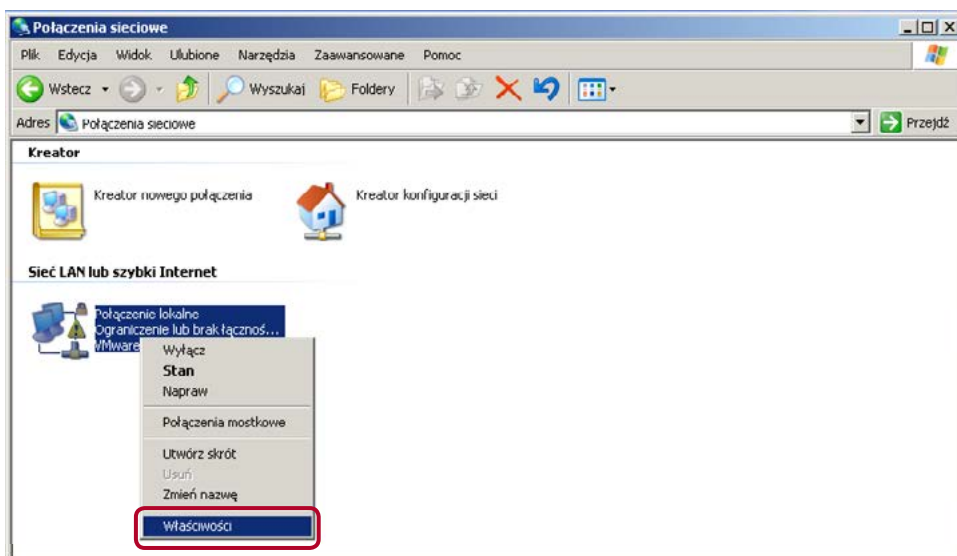 Połączenia sieciowe
Plik Edycja Widok Ulubione Narzędzia Zaawansowane Pomoc
Wstecz Wyszukaj Foldery
Adres Połączenia sieciowe Przejdź
Kreator
Kreator nowego połączenia Kreator konfiguracji sieci
Sieć LAN lub szybki Internet
Połączenie lokalne
Ograniczenie lub brak łącznoś...
VMware
Wyłącz
Stan
Napraw
Połączenia mostkowe
Utwórz skrót
Usuń
Zmień nazwę
Właściwości